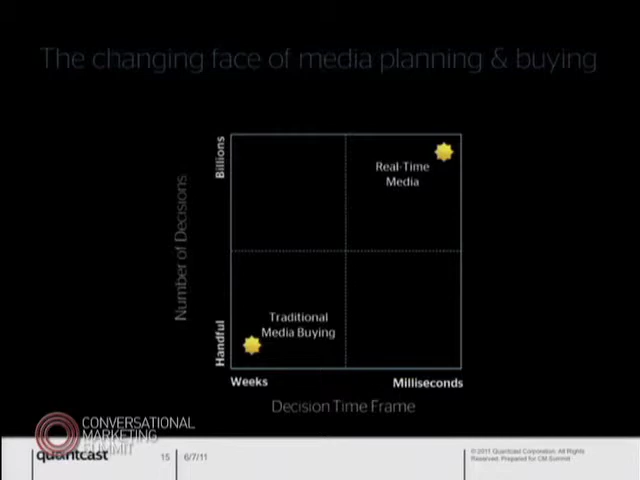 The changing face of media planning & buying
Billions
Real-Time
Media
Number of Decisions
Traditional
Media Buying
Handful
Weeks
Milliseconds
Decision Time Frame
CONVERSATIONAL
MARKETING
SUMMIT
quantcast
15
6/7/11
© 2011 Quantcast Corporation. All Rights
Reserved. Prepared for CM Summit